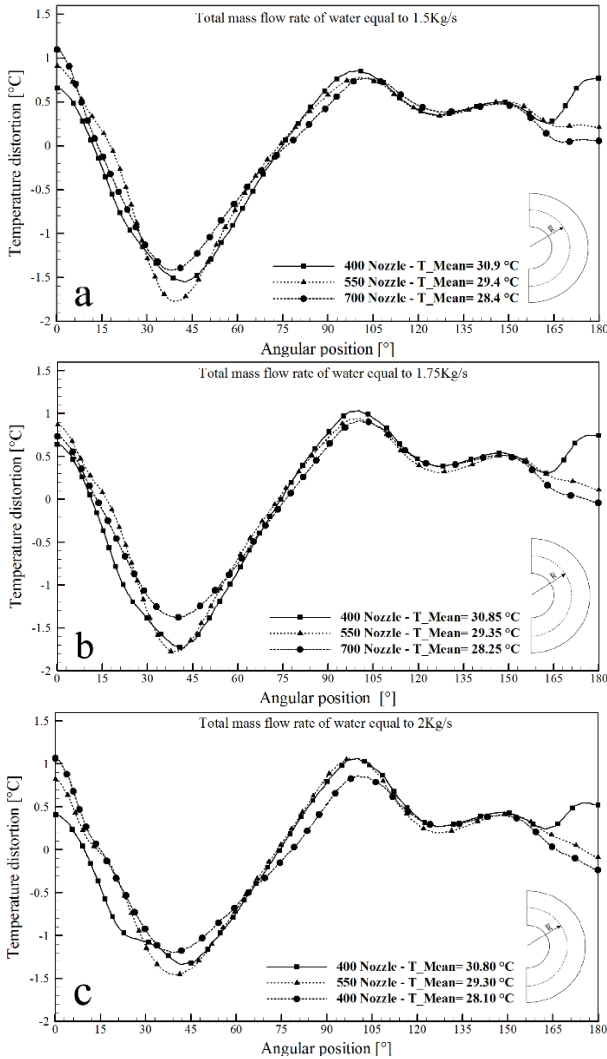 Total mass flow rate of water equal to 1.5Kg/s
Temperature distortion [°C]
1
0.5
0
-0.5
-1
-1.5
-2
R
400 Nozzle - T_Mean= 30.9 °C
550 Nozzle - T_Mean= 29.4 °C
700 Nozzle - T_Mean= 28.4 °C
a
0 15 30 45 60 75 90 105 120 135 150 165 180
Angular position [°]
Total mass flow rate of water equal to 1.75Kg/s
Temperature distortion [°C]
1
0.5
0
-0.5
-1
-1.5
-2
R
400 Nozzle - T_Mean= 30.85 °C
550 Nozzle - T_Mean= 29.35 °C
700 Nozzle - T_Mean= 28.25 °C
b
0 15 30 45 60 75 90 105 120 135 150 165 180
Angular position [°]
Total mass flow rate of water equal to 2Kg/s
Temperature distortion [°C]
1
0.5
0
-0.5
-1
-1.5
-2
R
400 Nozzle - T_Mean= 30.80 °C
550 Nozzle - T_Mean= 29.30 °C
400 Nozzle - T_Mean= 28.10 °C
c
0 15 30 45 60 75 90 105 120 135 150 165 180
Angular position [°]